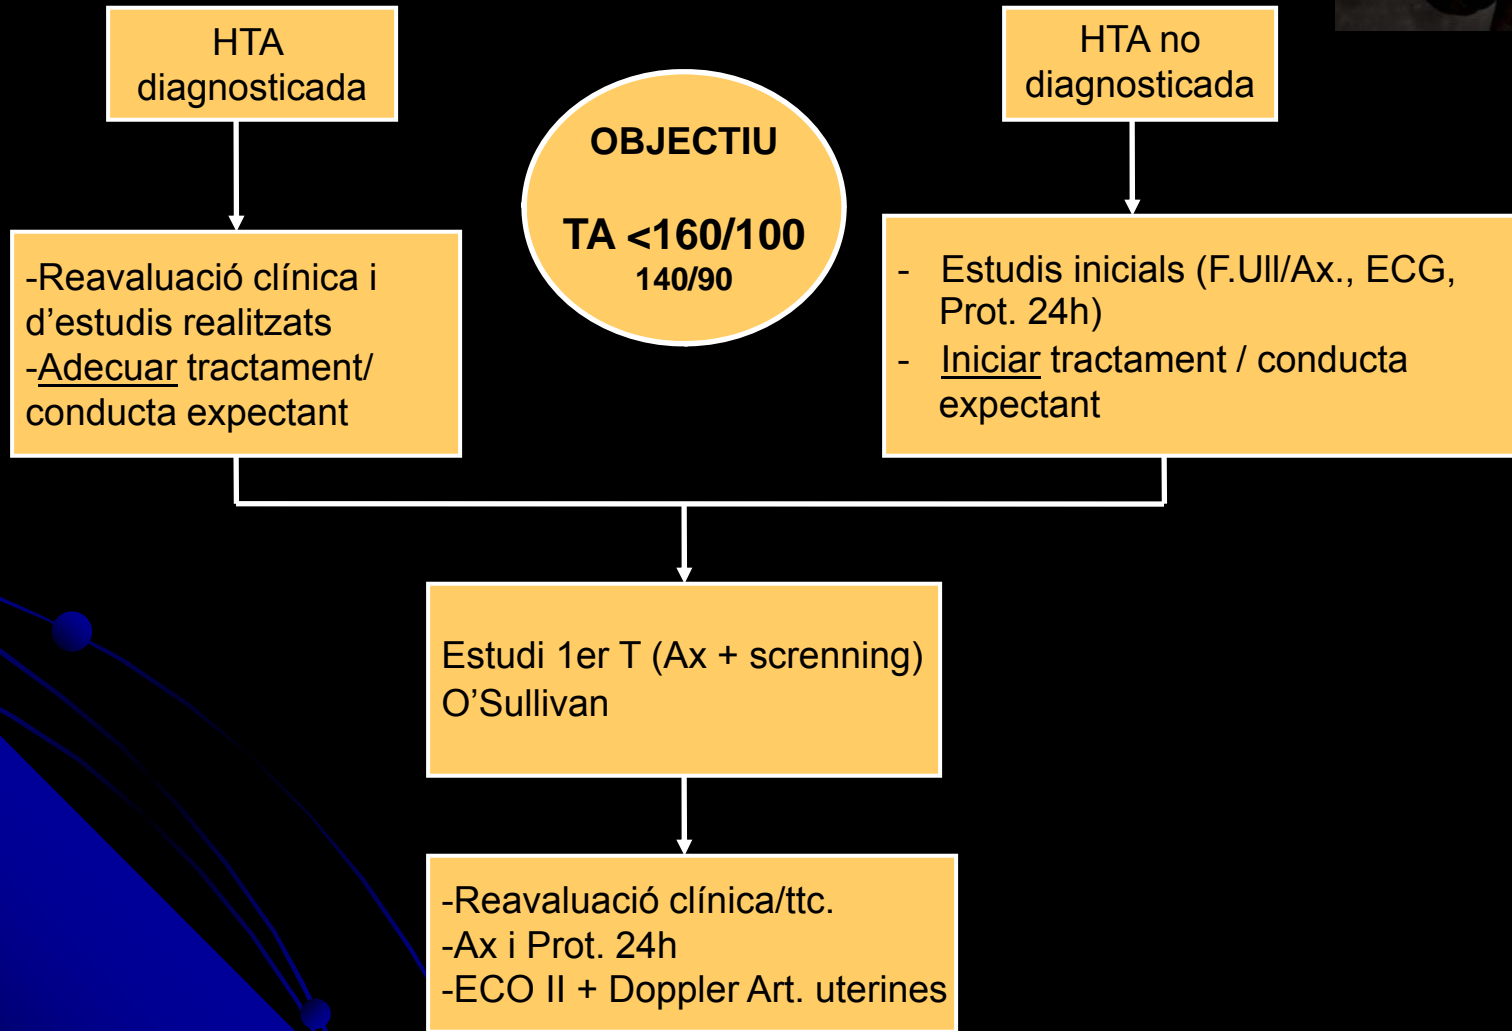 HTA
diagnosticada
HTA no
diagnosticada
OBJECTIU
TA <160/100
140/90
-Reavaluació clínica i
d’estudis realitzats
-Adecuar tractament/
conducta expectant
- Estudis inicials (F.Ull/Ax., ECG,
Prot. 24h)
- Iniciar tractament / conducta
expectant
Estudi 1er T (Ax + screnning)
O’Sullivan
-Reavaluació clínica/ttc.
-Ax i Prot. 24h
-ECO II + Doppler Art. uterines